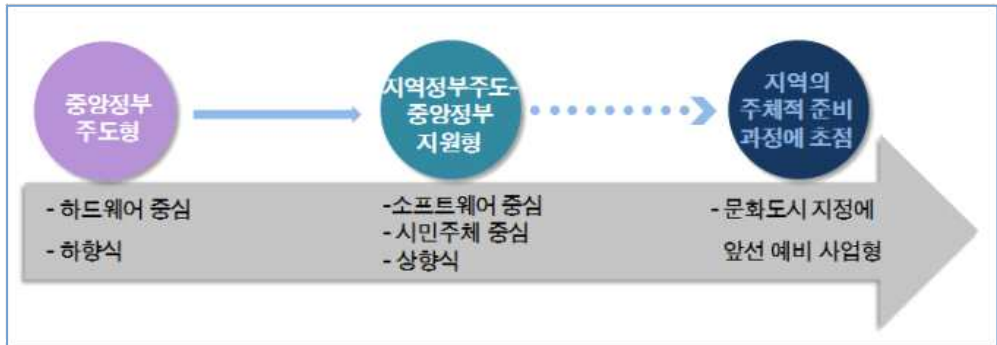 중앙정부
주도형
지역정부주도-
중앙정부
지원형
지역의
주체적 준비
과정에 초점
- 하드웨어 중심
- 하향식
-소프트웨어 중심
- 시민주체 중심
- 상향식
- 문화도시 지정에
앞선 예비 사업형